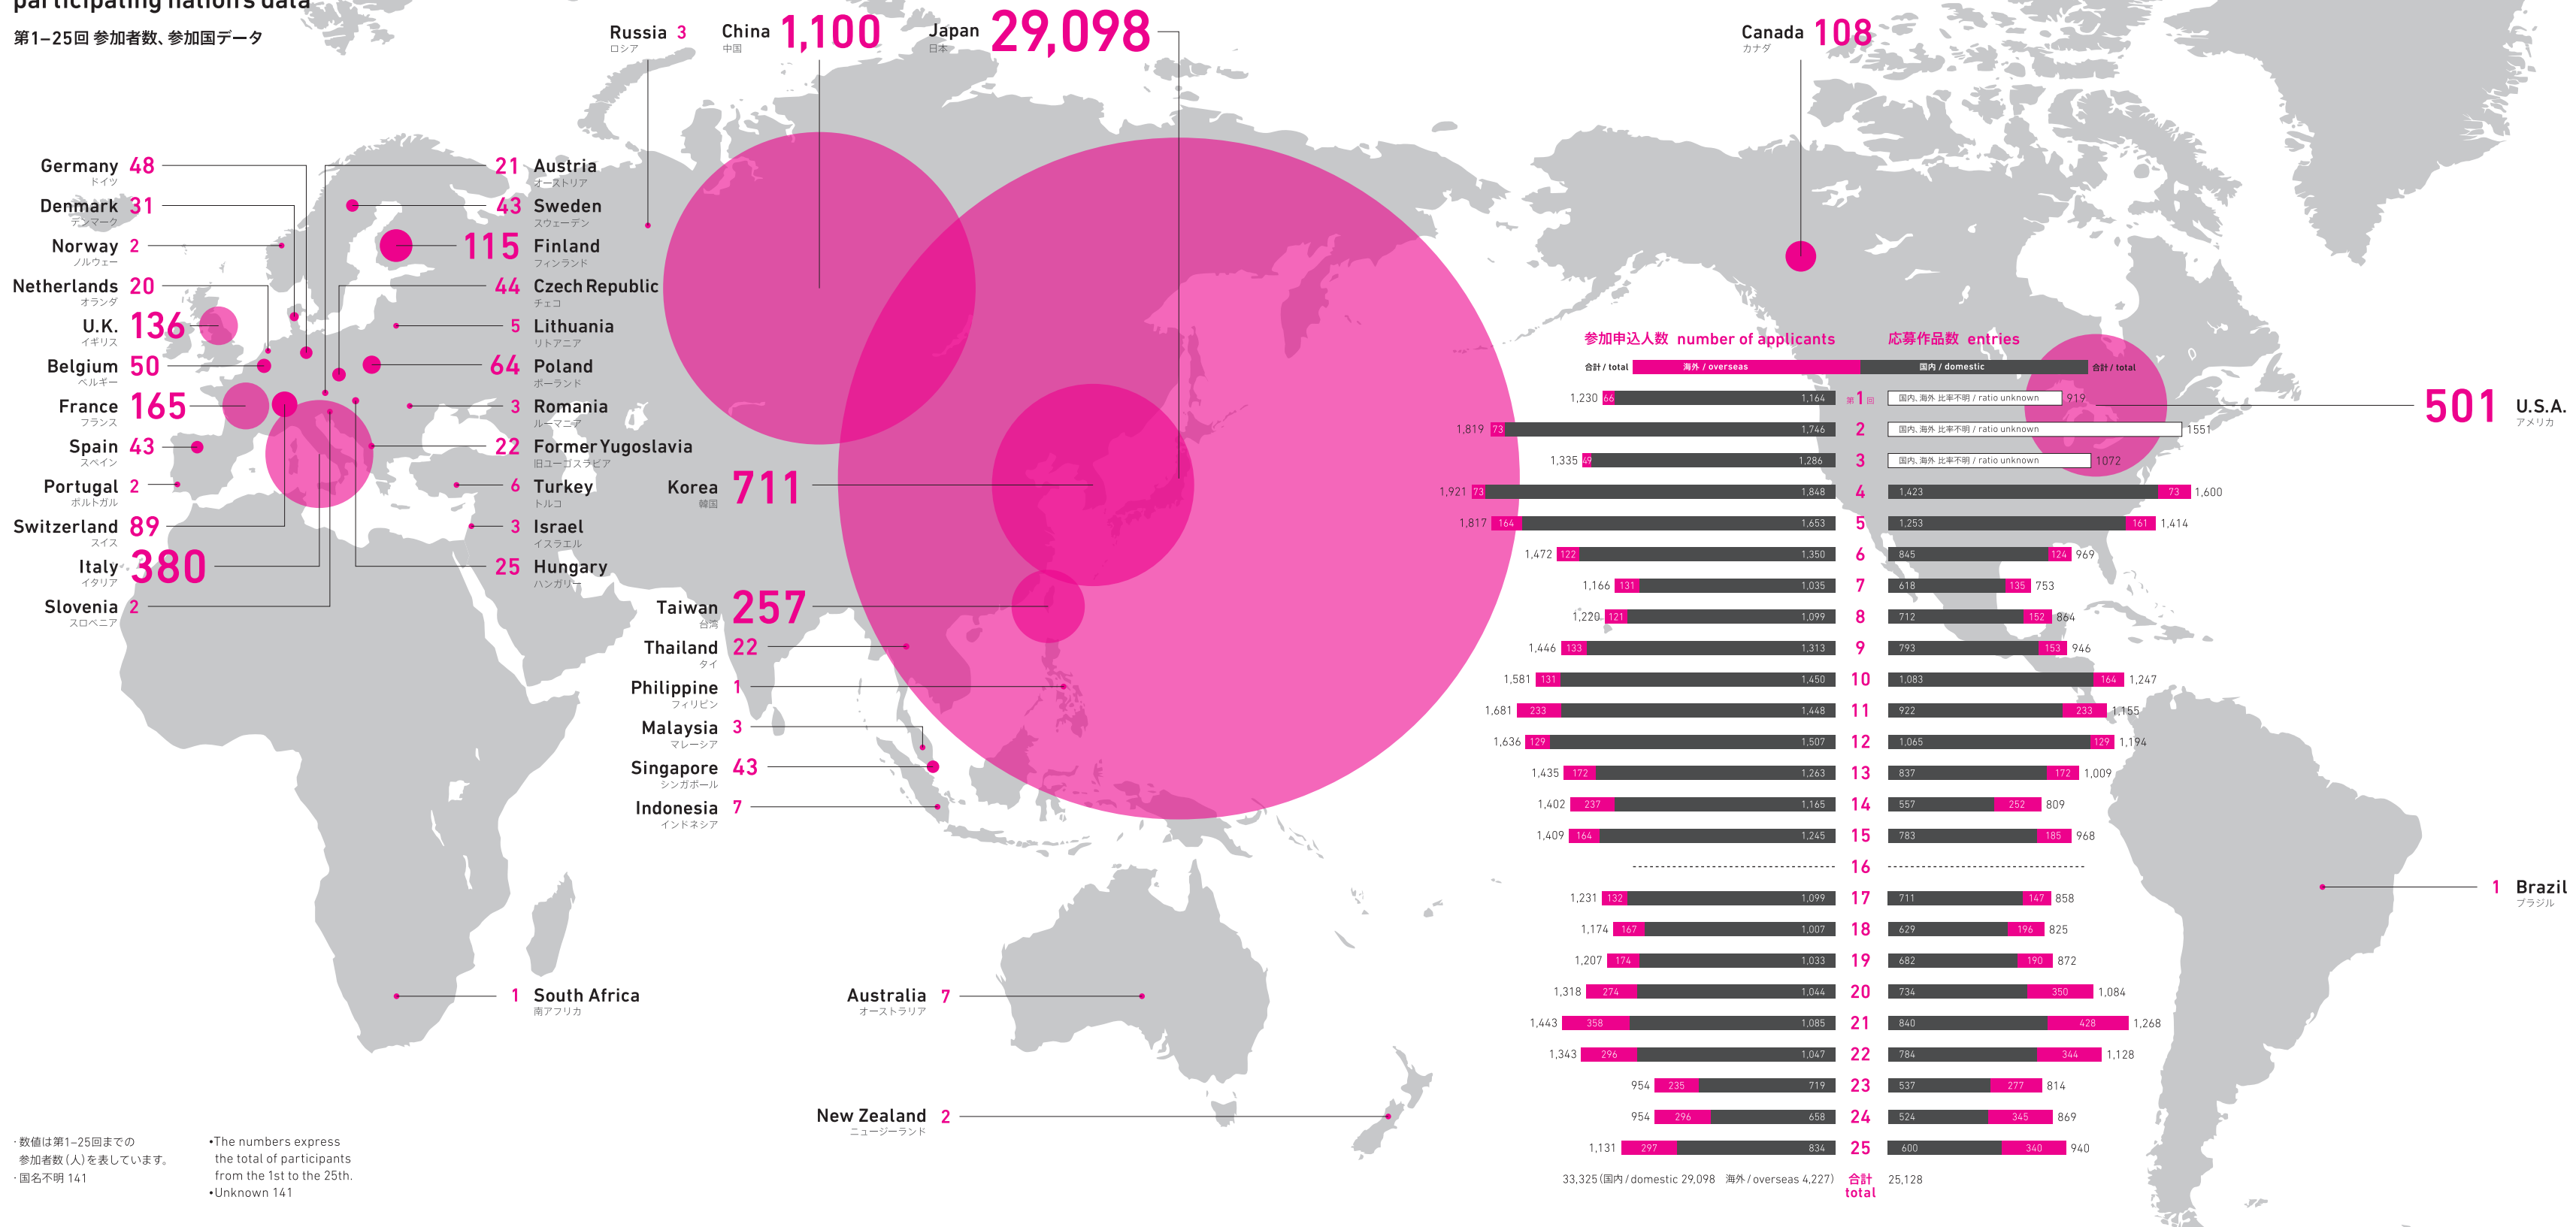 participating nation's data
第1–25回 参加者数、参加国データ
Russia 3
ロシア
China 1,100
中国
Japan 29,098
日本
Canada 108
カナダ
Germany 48
ドイツ
Denmark 31
デンマーク
Norway 2
ノルウェー
Netherlands 20
オランダ
U.K. 136
イギリス
Belgium 50
ベルギー
France 165
フランス
Spain 43
スペイン
Portugal 2
ポルトガル
Switzerland 89
スイス
Italy 380
イタリア
Slovenia 2
スロベニア
21 Austria
オーストリア
43 Sweden
スウェーデン
115 Finland
フィンランド
44 Czech Republic
チェコ
5 Lithuania
リトアニア
64 Poland
ポーランド
3 Romania
ルーマニア
22 Former Yugoslavia
旧ユーゴスラビア
6 Turkey
トルコ
3 Israel
イスラエル
25 Hungary
ハンガリー
1 South Africa
南アフリカ
Korea 711
韓国
Taiwan 257
台湾
Thailand 22
タイ
Philippine 1
フィリピン
Malaysia 3
マレーシア
Singapore 43
シンガポール
Indonesia 7
インドネシア
Australia 7
オーストラリア
New Zealand 2
ニュージーランド
501 U.S.A.
アメリカ
1 Brazil
ブラジル
参加申込人数 number of applicants 応募作品数 entries
合計 / total 海外 / overseas 国内 / domestic 合計 / total
1,230 66 1,164 第1回 国内、海外 比率不明 / ratio unknown 919
1,819 73 1,746 2 国内、海外 比率不明 / ratio unknown 1551
1,335 49 1,286 3 国内、海外 比率不明 / ratio unknown 1072
1,921 73 1,848 4 1,423 73 1,600
1,817 164 1,653 5 1,253 161 1,414
1,472 122 1,350 6 845 124 969
1,166 131 1,035 7 618 135 753
1,220 121 1,099 8 712 152 864
1,446 133 1,313 9 793 153 946
1,581 131 1,450 10 1,083 164 1,247
1,681 233 1,448 11 922 233 1,155
1,636 129 1,507 12 1,065 129 1,194
1,435 172 1,263 13 837 172 1,009
1,402 237 1,165 14 557 252 809
1,409 164 1,245 15 783 185 968
16
1,231 132 1,099 17 711 147 858
1,174 167 1,007 18 629 196 825
1,207 174 1,033 19 682 190 872
1,318 274 1,044 20 734 350 1,084
1,443 358 1,085 21 840 428 1,268
1,343 296 1,047 22 784 344 1,128
954 235 719 23 537 277 814
954 296 658 24 524 345 869
1,131 297 834 25 600 340 940
33,325(国内 / domestic 29,098 海外 / overseas 4,227) 合計 25,128
total
・数値は第1–25回までの
参加者数(人)を表しています。
・国名不明 141
•The numbers express
the total of participants
from the 1st to the 25th.
•Unknown 141